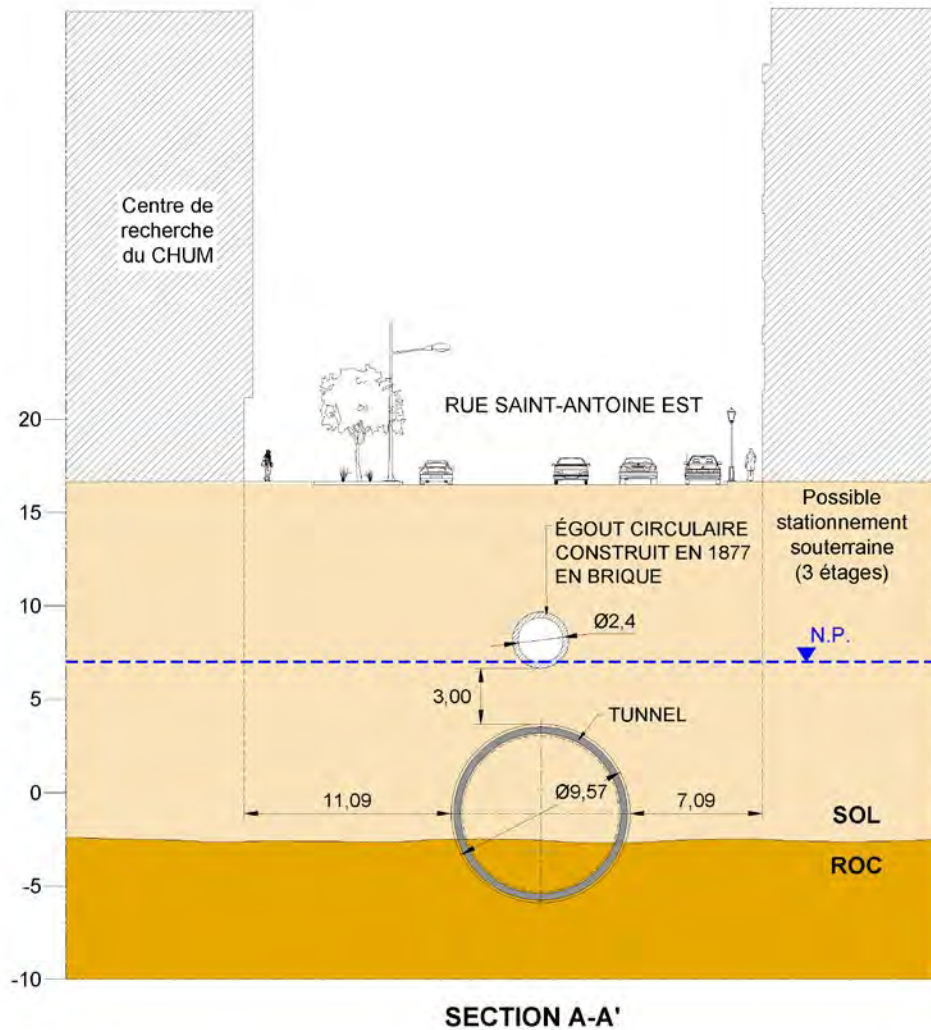 Centre de
recherche
du CHUM
RUE SAINT-ANTOINE EST
20
15
10
5
0
-5
-10
Possible
stationnement
souterraine
(3 étages)
ÉGOUT CIRCULAIRE
CONSTRUIT EN 1877
EN BRIQUE
Ø2,4
N.P.
3,00
TUNNEL
Ø9,57
11,09
7,09
SOL
ROC
SECTION A-A'